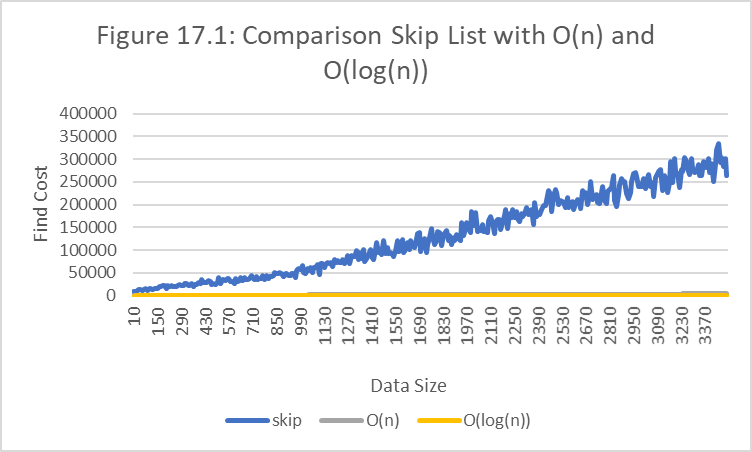 Figure 17.1: Comparison Skip List with O(n) and
O(log(n))
Find Cost
400000
350000
300000
250000
200000
150000
100000
50000
0
10 150 290 430 570 710 850 990 1130 1270 1410 1550 1690 1830 1970 2110 2250 2390 2530 2670 2810 2950 3090 3230 3370
Data Size
skip O(n) O(log(n))